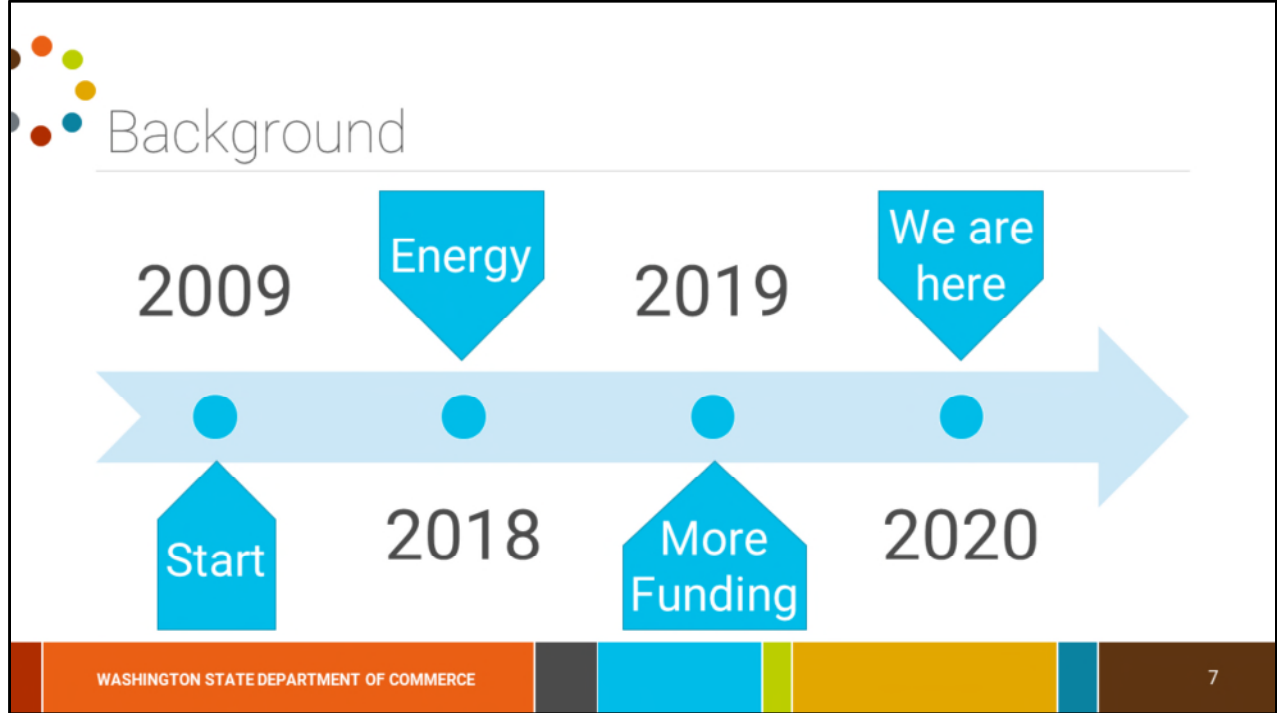 Background
2009
Energy
2019
We are
here
Start
2018
More
Funding
2020
WASHINGTON STATE DEPARTMENT OF COMMERCE
7